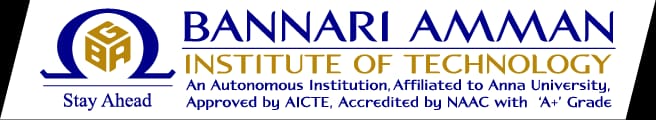 BANNARI AMMAN
INSTITUTE OF TECHNOLOGY
An Autonomous Institution, Affiliated to Anna University,
Approved by AICTE, Accredited by NAAC with 'A+' Grade
G
B A
Stay Ahead